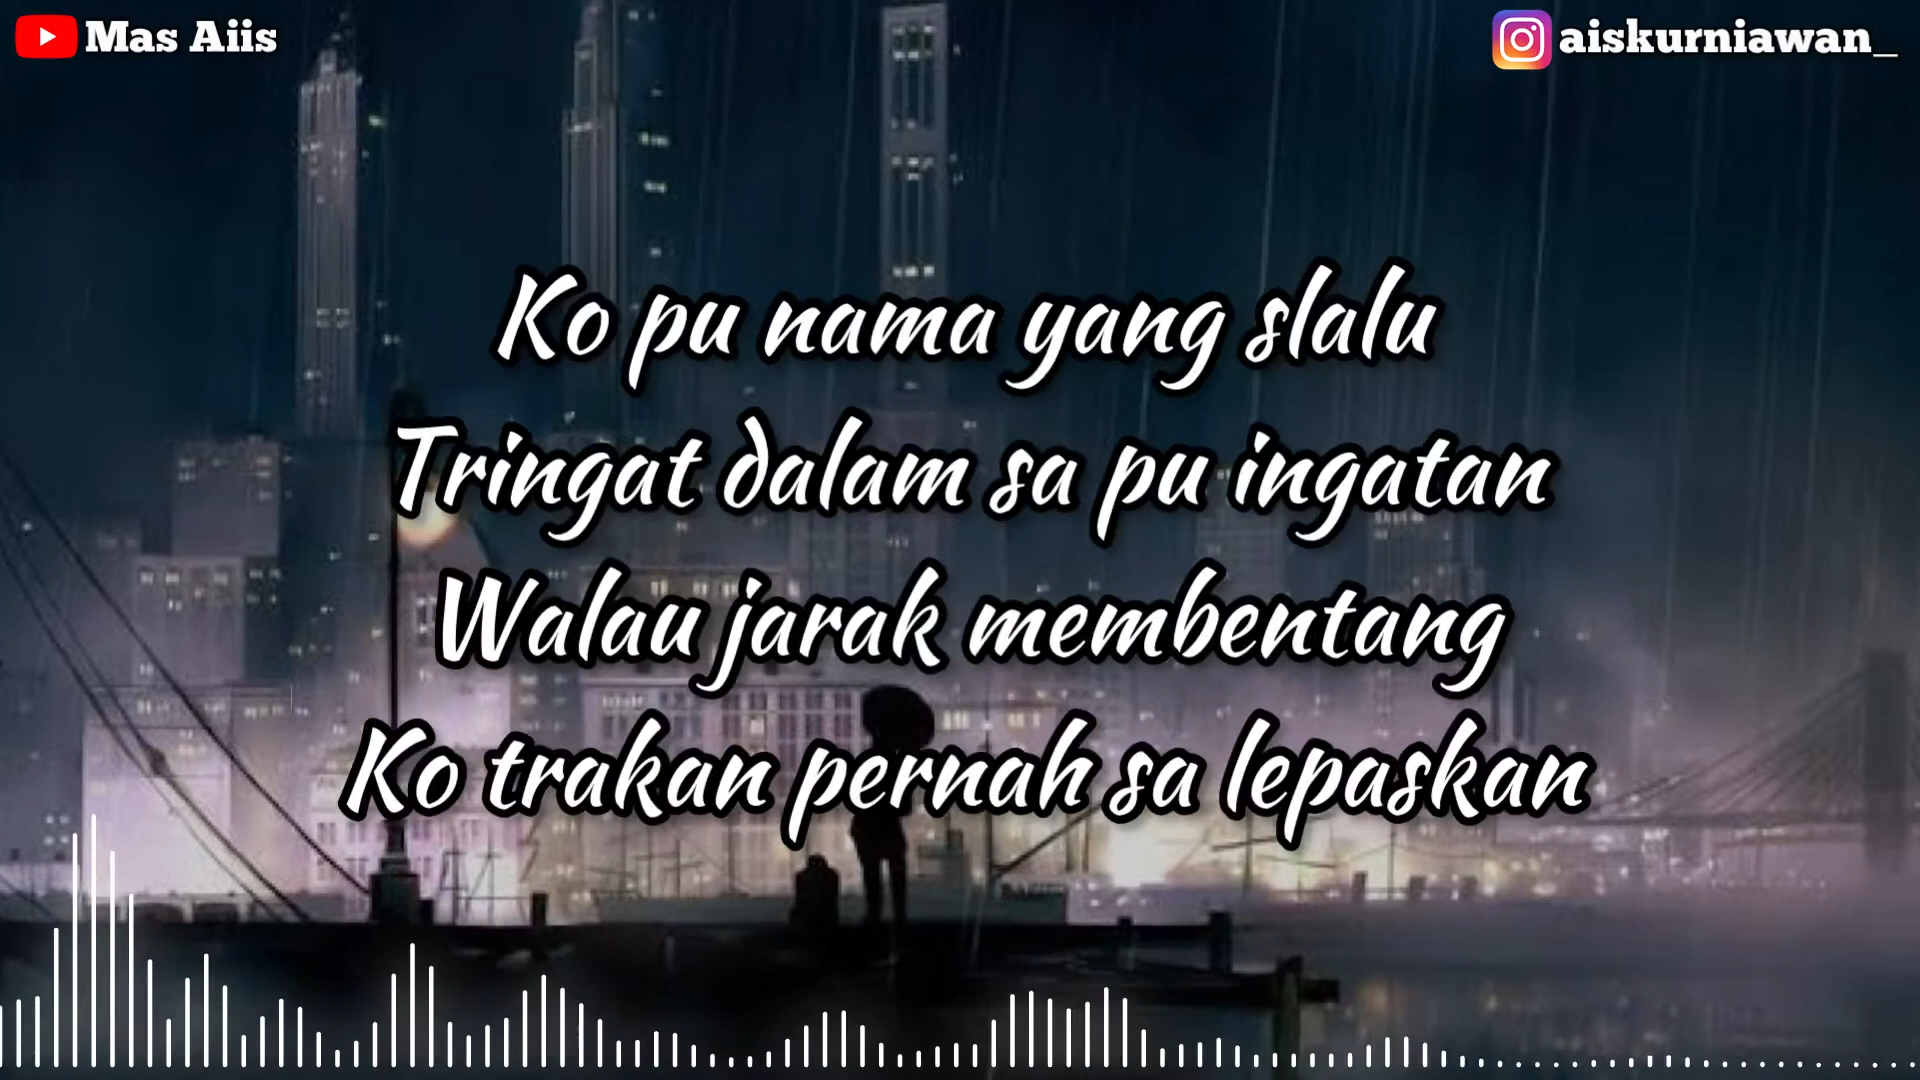 Mas Aiis
aiskurniawan_
Ko pu nama yang slalu
Tringat dalam sa pu ingatan
Walau jarak membentang
Ko trakan pernah sa lepaskan